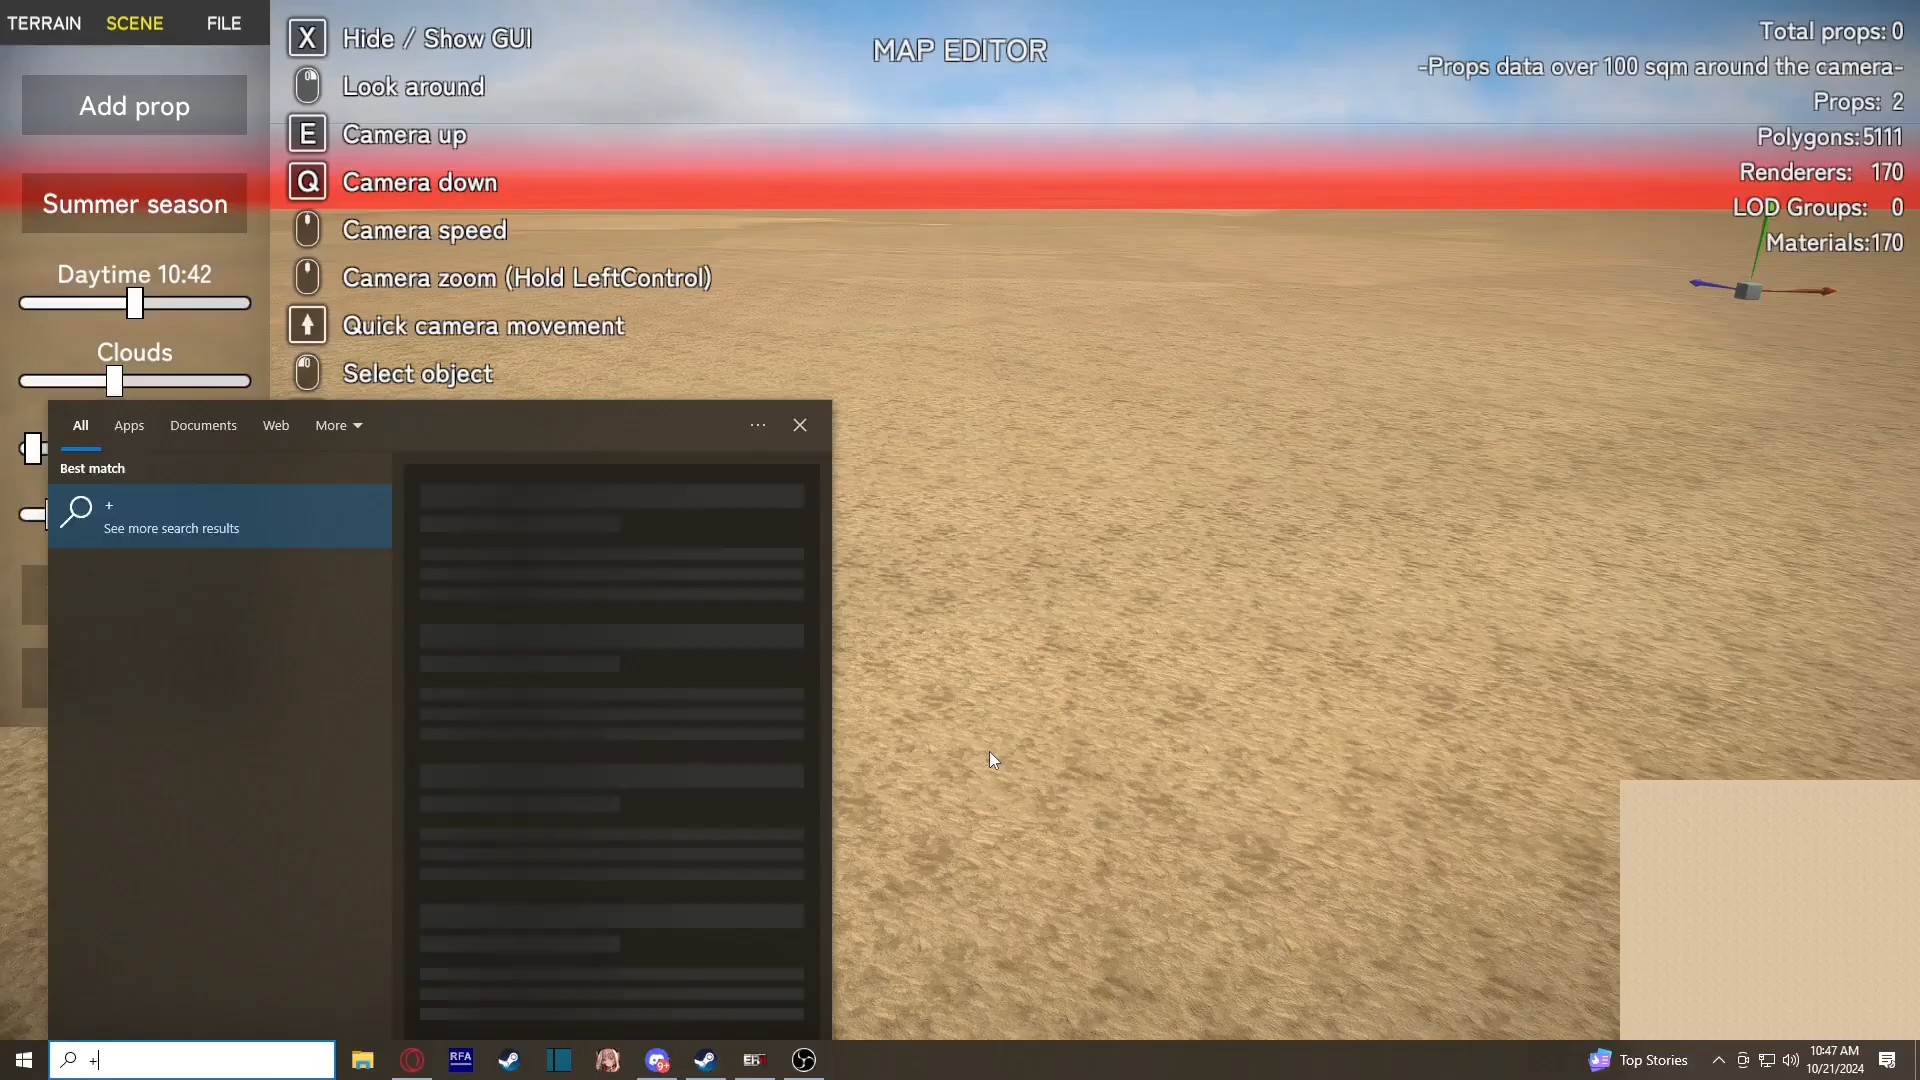 TERRAIN SCENE FILE
Add prop
Summer season
Daytime 10:42
Clouds
X Hide / Show GUI
Look around
E Camera up
Q Camera down
Camera speed
Camera zoom (Hold LeftControl)
Quick camera movement
Select object
MAP EDITOR
Total props: 0
-Props data over 100 sqm around the camera-
Props: 2
Polygons:5111
Renderers: 170
LOD Groups: 0
Materials:170
All Apps Documents Web More
Best match
+
See more search results
+
RFA
9+
Top Stories
10:47 AM
10/21/2024